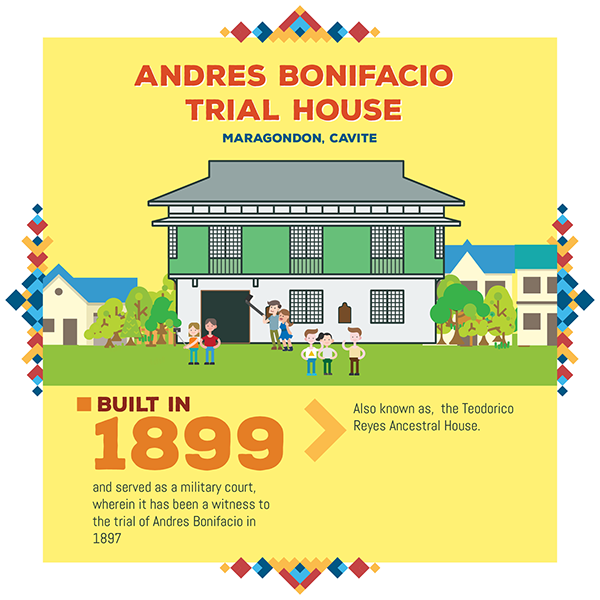 ANDRES BONIFACIO
TRIAL HOUSE
MARAGONDON, CAVITE
BUILT IN
1899
and served as a military court,
wherein it has been a witness to
the trial of Andres Bonifacio in
1897
Also known as, the Teodorico
Reyes Ancestral House.